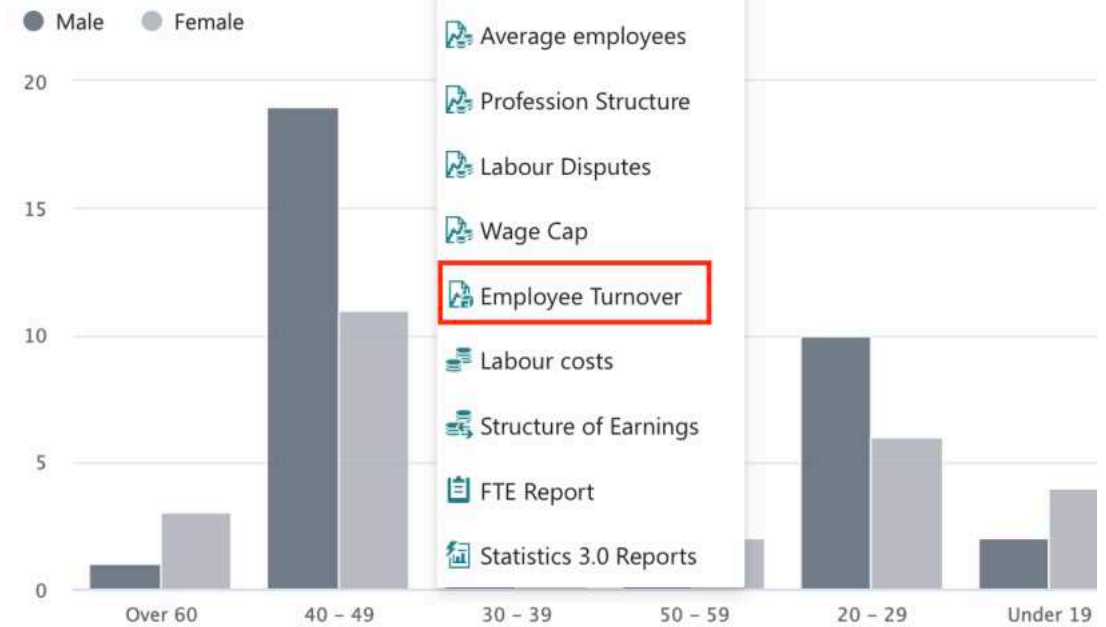 Male
Female
20
15
10
5
0
Average employees
Profession Structure
Labour Disputes
Wage Cap
Employee Turnover
Labour costs
Structure of Earnings
FTE Report
Statistics 3.0 Reports
Over 60
40 – 49
30 – 39
50 – 59
20 – 29
Under 19